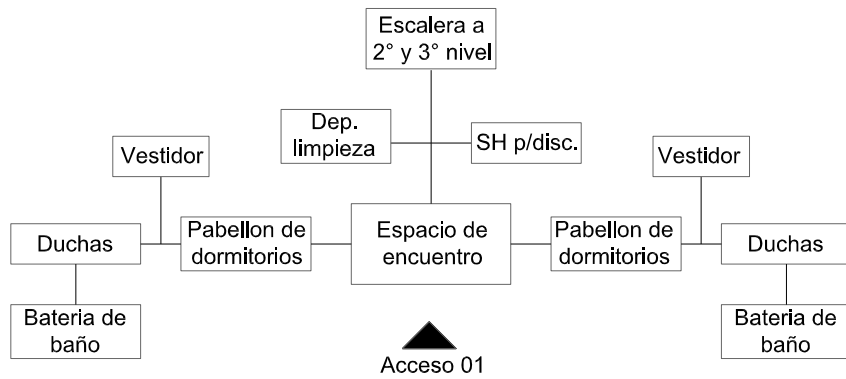 Escalera a
2° y 3° nivel
Dep.
limpieza
SH p/disc.
Vestidor
Vestidor
Duchas
Pabellon de
dormitorios
Espacio de
encuentro
Pabellon de
dormitorios
Duchas
Bateria de
baño
Bateria de
baño
Acceso 01